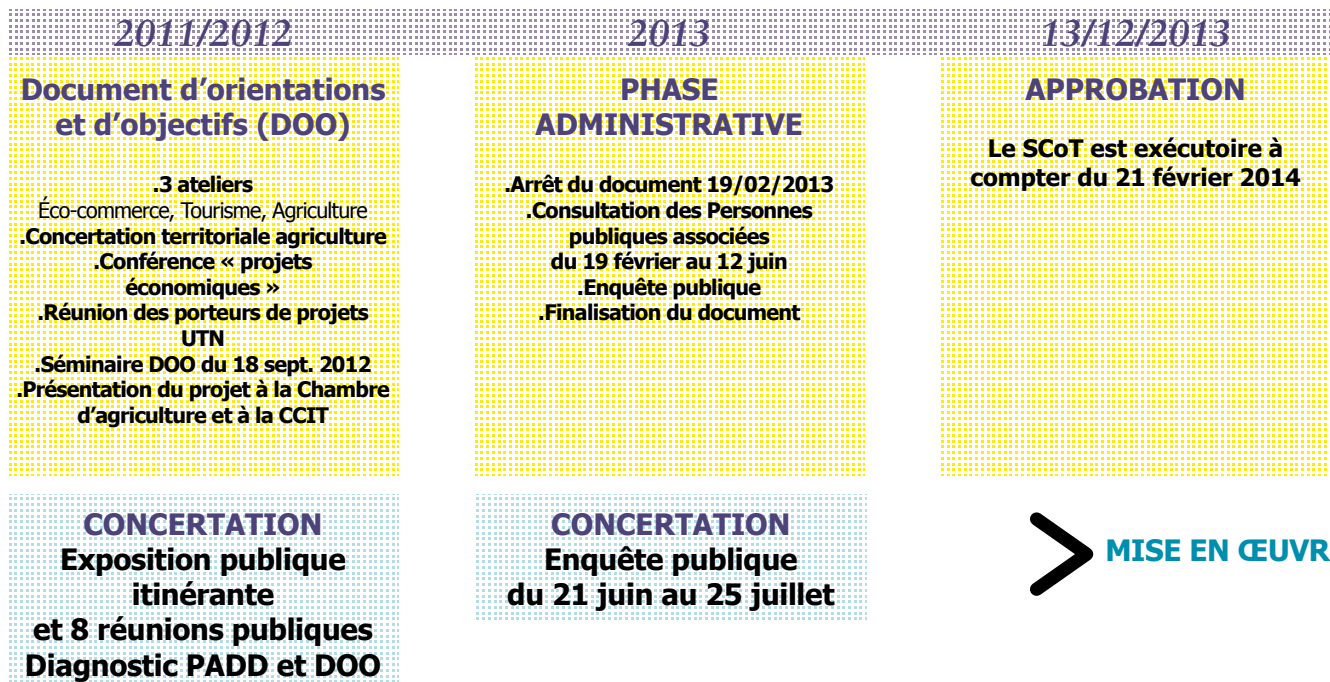 2011/2012
Document d'orientations
et d'objectifs (DOO)
.3 ateliers
Éco-commerce, Tourisme, Agriculture
.Concertation territoriale agriculture
.Conférence « projets
économiques »
.Réunion des porteurs de projets
UTN
.Séminaire DOO du 18 sept. 2012
.Présentation du projet à la Chambre
d'agriculture et à la CCIT
CONCERTATION
Exposition publique
itinérante
et 8 réunions publiques
Diagnostic PADD et DOO
2013
PHASE
ADMINISTRATIVE
.Arrêt du document 19/02/2013
.Consultation des Personnes
publiques associées
du 19 février au 12 juin
.Enquête publique
.Finalisation du document
CONCERTATION
Enquête publique
du 21 juin au 25 juillet
13/12/2013
APPROBATION
Le SCoT est exécutoire à
compter du 21 février 2014
MISE EN ŒUVR